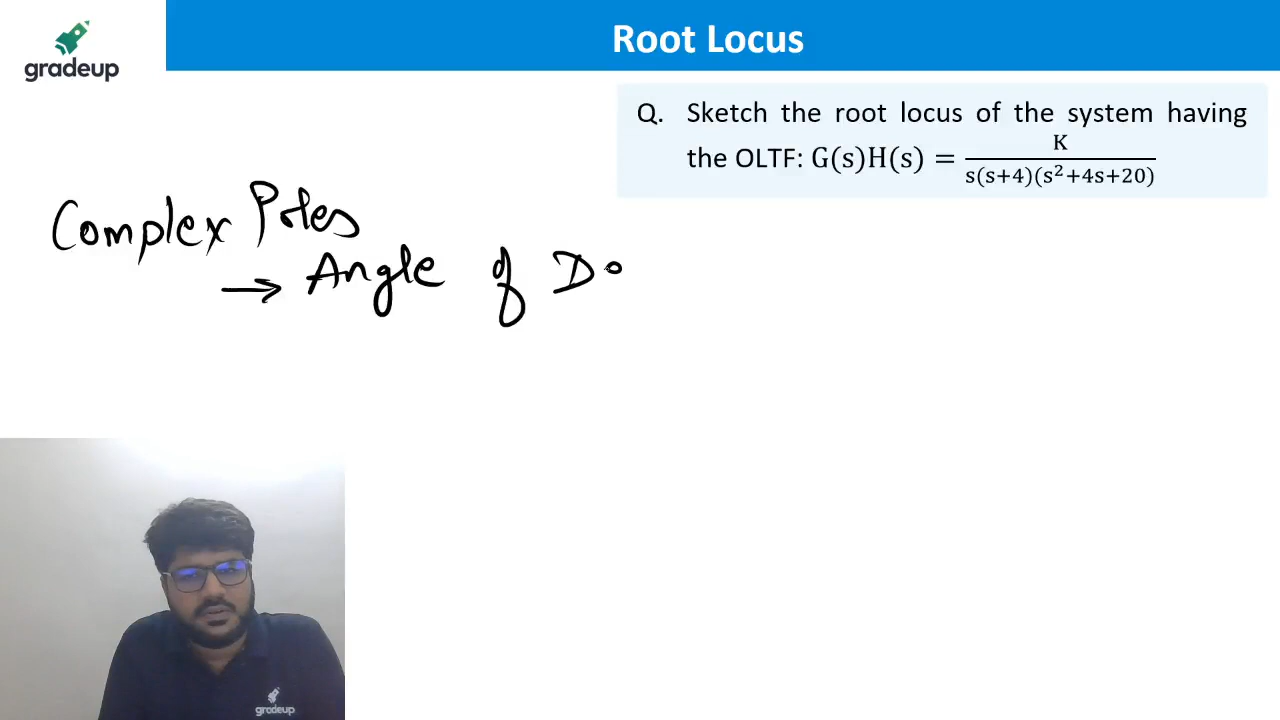 gradeup
Root Locus
Q. Sketch the root locus of the system having
the OLTF: G(s)H(s) = K / s(s+4)(s²+4s+20)
Complex Poles
→ Angle of Do
gradeup